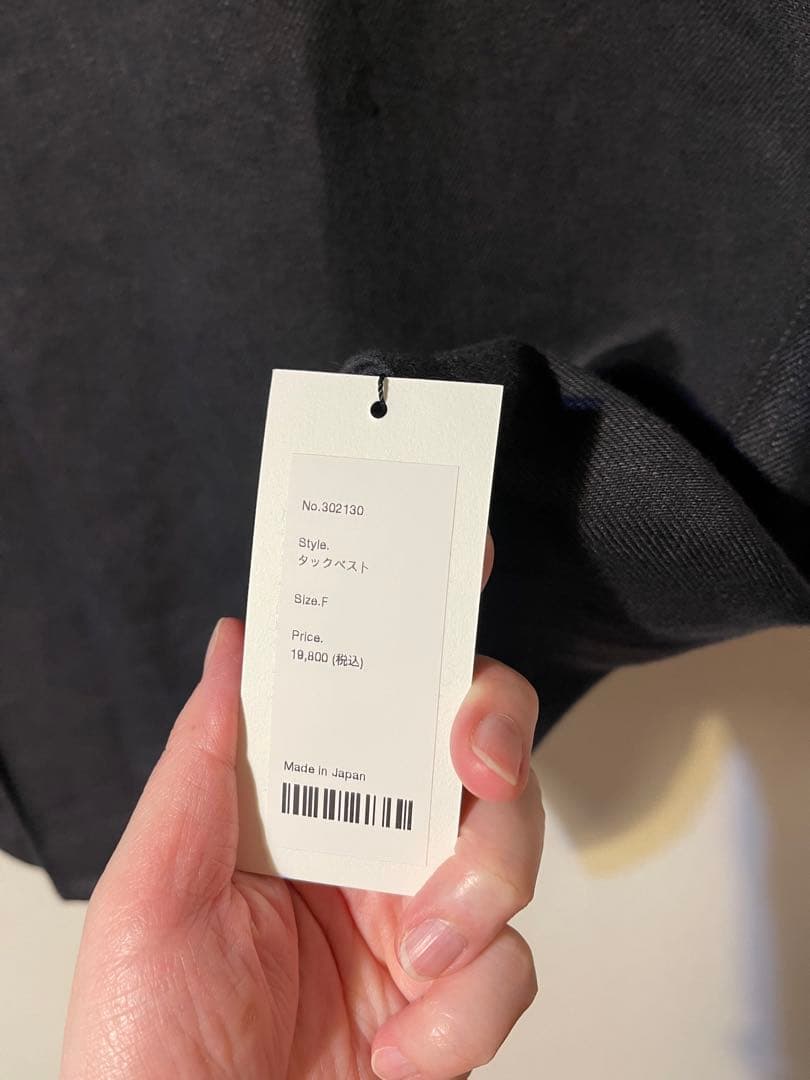 No.302130
Style.
タックベスト
Size.F
Price.
19,800 (税込)
Made in Japan